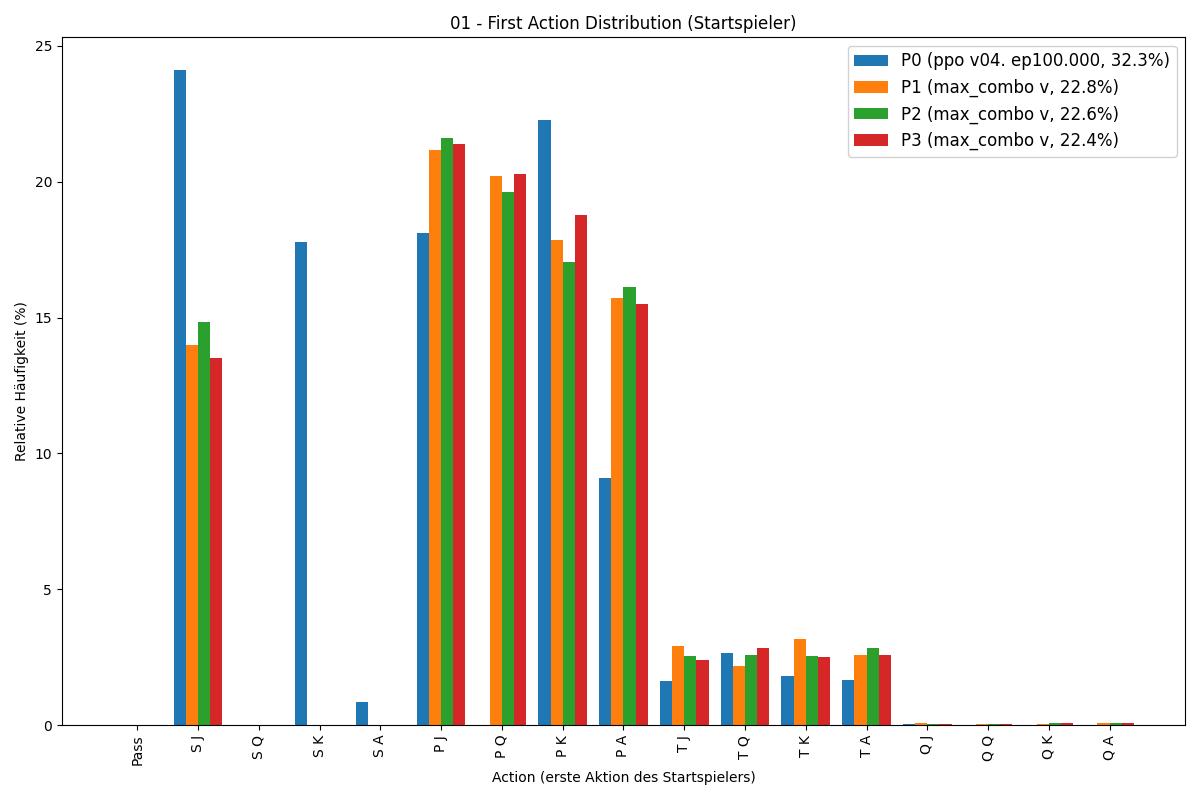 01 - First Action Distribution (Startspieler)
P0 (ppo v04. ep100.000, 32.3%)
P1 (max_combo v, 22.8%)
P2 (max_combo v, 22.6%)
P3 (max_combo v, 22.4%)
Relative Häufigkeit (%)
25
20
15
10
5
0
Pass
S J
S Q
S K
S A
P J
P Q
P K
P A
T J
T Q
T K
T A
Q J
Q Q
Q K
Q A
Action (erste Aktion des Startspielers)